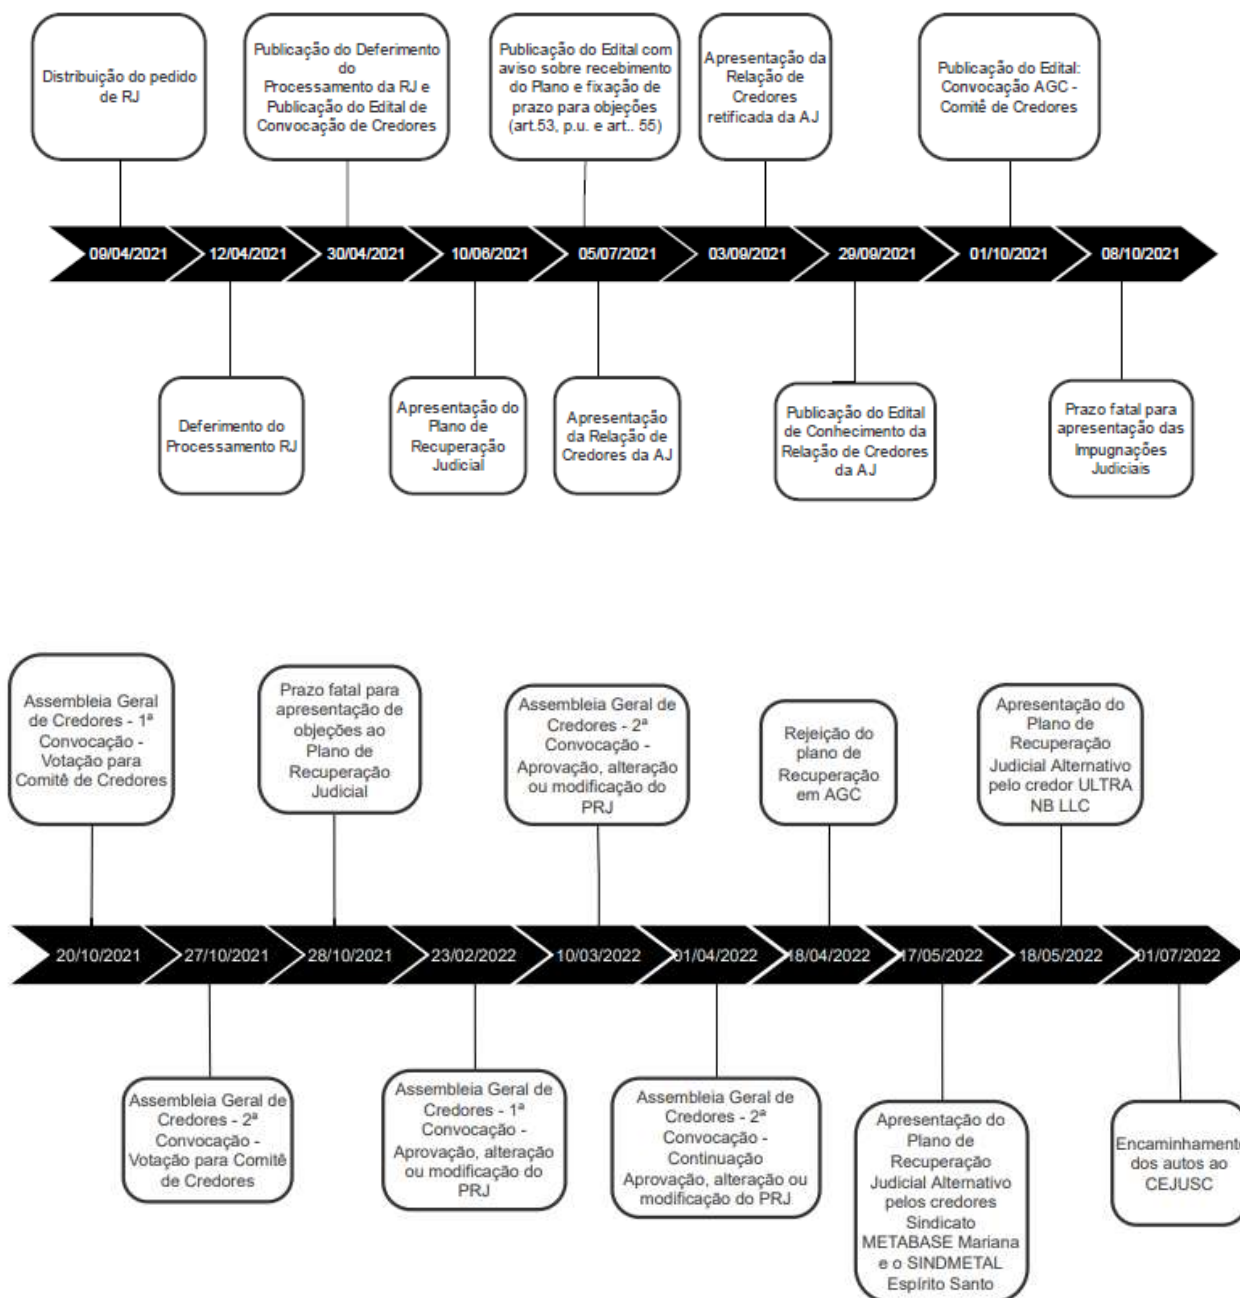 Distribuição do pedido
de RJ
Publicação do Deferimento
do
Processamento da RJ e
Publicação do Edital de
Convocação de Credores
Publicação do Edital com
aviso sobre recebimento
do Plano e fixação de
prazo para objeções
(art.53, p.u. e art.. 55)
Apresentação da
Relação de
Credores
retificada da AJ
Publicação do Edital:
Convocação AGC -
Comitê de Credores
09/04/2021
12/04/2021
30/04/2021
10/06/2021
05/07/2021
03/09/2021
29/09/2021
01/10/2021
08/10/2021
Deferimento do
Processamento RJ
Apresentação do
Plano de
Recuperação
Judicial
Apresentação
da Relação de
Credores da AJ
Publicação do Edital
de Conhecimento da
Relação de Credores
da AJ
Prazo fatal para
apresentação das
Impugnações
Judiciais
Assembleia Geral
de Credores - 1ª
Convocação -
Votação para
Comitê de Credores
Prazo fatal para
apresentação de
objeções ao
Plano de
Recuperação
Judicial
Assembleia Geral de
Credores - 2ª
Convocação -
Aprovação, alteração
ou modificação do
PRJ
Rejeição do
plano de
Recuperação
em AGC
Apresentação do
Plano de
Recuperação
Judicial Alternativo
pelo credor ULTRA
NB LLC
20/10/2021
27/10/2021
28/10/2021
23/02/2022
10/03/2022
01/04/2022
18/04/2022
17/05/2022
18/05/2022
01/07/2022
Assembleia Geral de
Credores - 2ª
Convocação -
Votação para Comitê
de Credores
Assembleia Geral de
Credores - 1ª
Convocação -
Aprovação, alteração
ou modificação do
PRJ
Assembleia Geral de
Credores - 2ª
Convocação -
Continuação
Aprovação, alteração ou
modificação do PRJ
Apresentação do
Plano de
Recuperação
Judicial Alternativo
pelos credores
Sindicato
METABASE Mariana
e o SINDMETAL
Espírito Santo
Encaminhamento
dos autos ao
CEJUSC